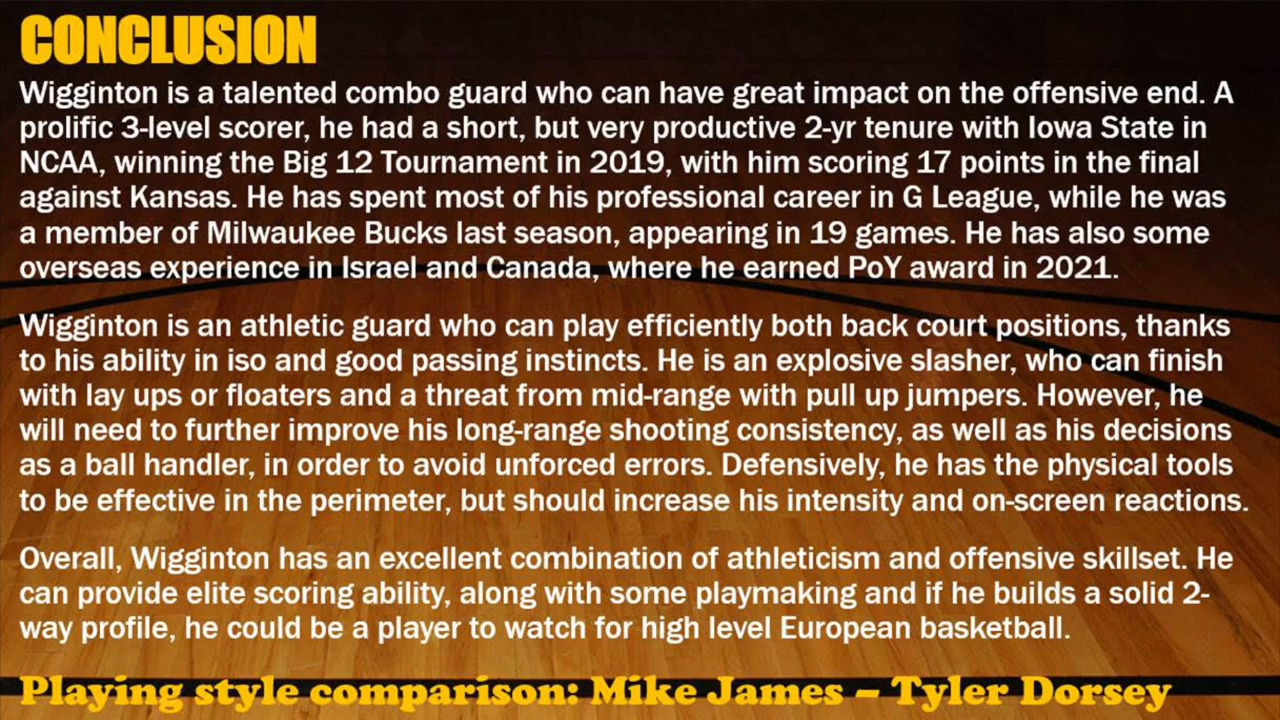 CONCLUSION
Wigginton is a talented combo guard who can have great impact on the offensive end. A
prolific 3-level scorer, he had a short, but very productive 2-yr tenure with Iowa State in
NCAA, winning the Big 12 Tournament in 2019, with him scoring 17 points in the final
against Kansas. He has spent most of his professional career in G League, while he was
a member of Milwaukee Bucks last season, appearing in 19 games. He has also some
overseas experience in Israel and Canada, where he earned PoY award in 2021.
Wigginton is an athletic guard who can play efficiently both back court positions, thanks
to his ability in iso and good passing instincts. He is an explosive slasher, who can finish
with lay ups or floaters and a threat from mid-range with pull up jumpers. However, he
will need to further improve his long-range shooting consistency, as well as his decisions
as a ball handler, in order to avoid unforced errors. Defensively, he has the physical tools
to be effective in the perimeter, but should increase his intensity and on-screen reactions.
Overall, Wigginton has an excellent combination of athleticism and offensive skillset. He
can provide elite scoring ability, along with some playmaking and if he builds a solid 2-
way profile, he could be a player to watch for high level European basketball.
Playing style comparison: Mike James – Tyler Dorsey